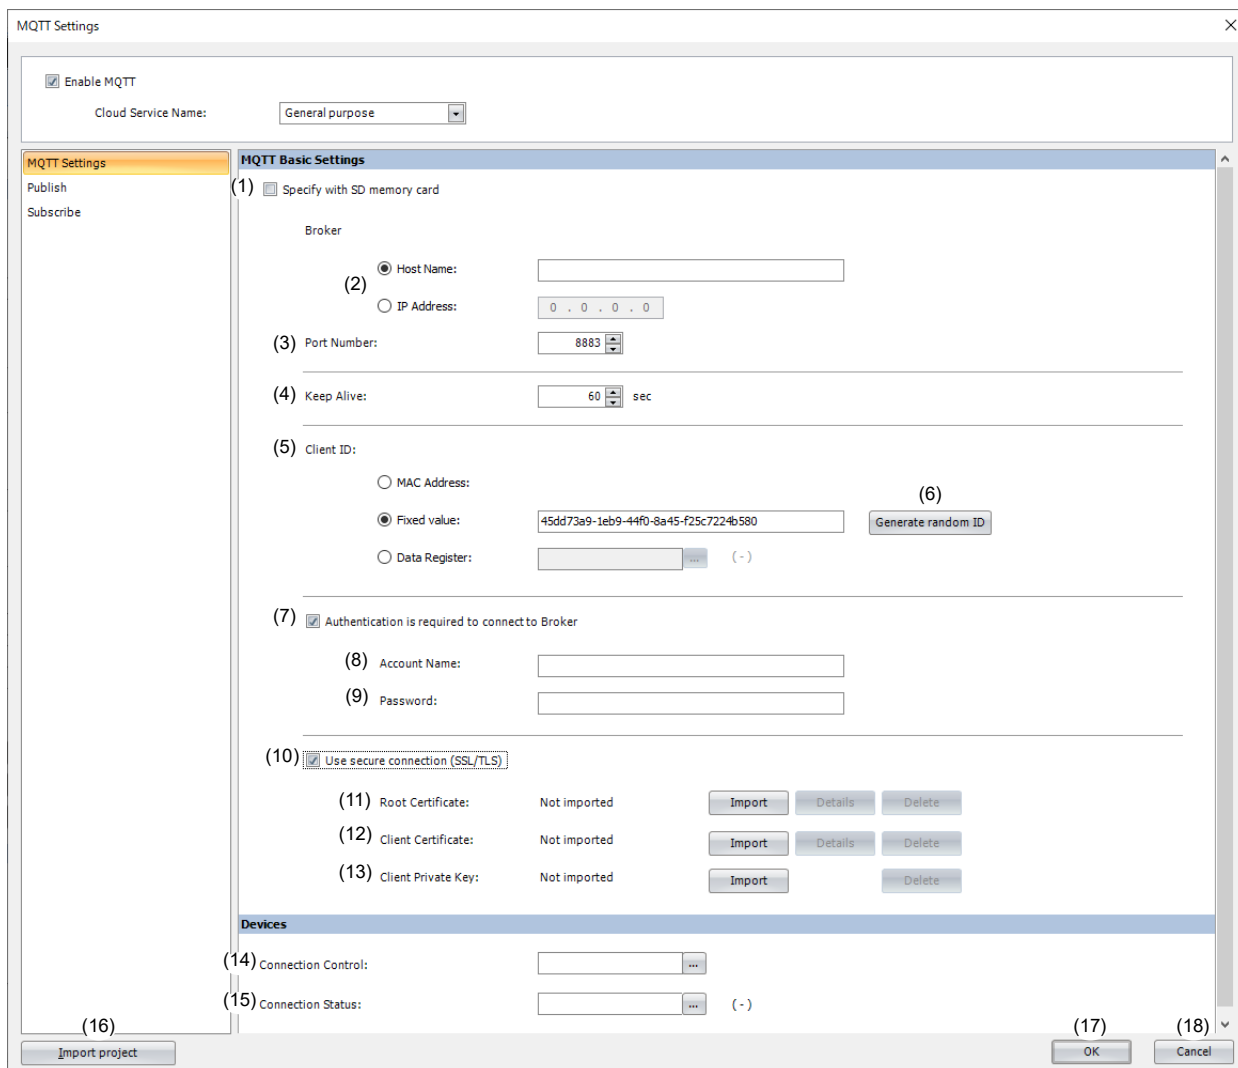 MQTT Settings
Enable MQTT
Cloud Service Name: General purpose
MQTT Settings
Publish
Subscribe
MQTT Basic Settings
(1) Specify with SD memory card
Broker
(2)
Host Name:
IP Address: 0 . 0 . 0 . 0
(3) Port Number: 8883
(4) Keep Alive: 60 sec
(5) Client ID:
MAC Address:
(6)
Fixed value: 45dd73a9-1eb9-44f0-8a45-f25c7224b580 Generate random ID
Data Register: ... (-)
(7) Authentication is required to connect to Broker
(8) Account Name:
(9) Password:
(10) Use secure connection (SSL/TLS)
(11) Root Certificate: Not imported Import Details Delete
(12) Client Certificate: Not imported Import Details Delete
(13) Client Private Key: Not imported Import Delete
Devices
(14) Connection Control: ...
(15) Connection Status: ... (-)
(16) (17) (18)
Import project OK Cancel